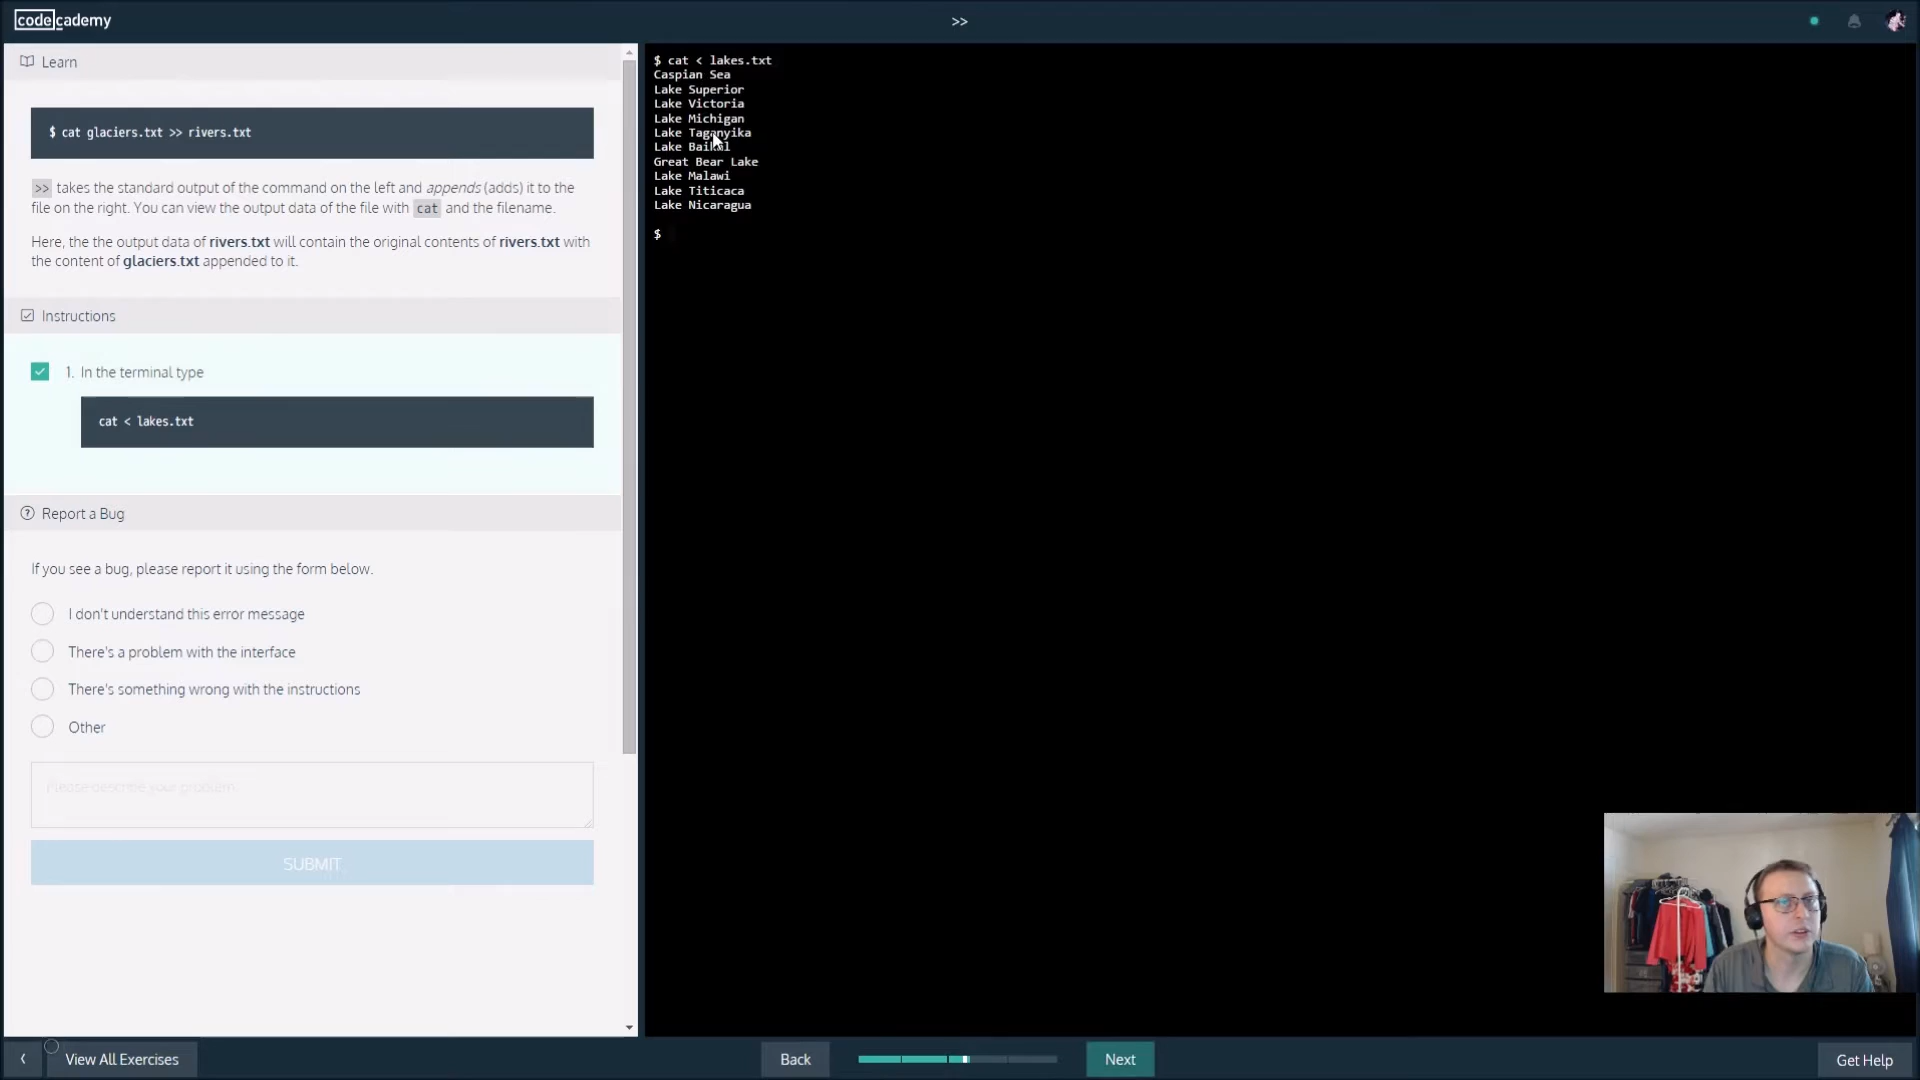 codecademy
>>
Learn
$ cat glaciers.txt >> rivers.txt
>> takes the standard output of the command on the left and appends (adds) it to the
file on the right. You can view the output data of the file with cat and the filename.
Here, the the output data of rivers.txt will contain the original contents of rivers.txt with
the content of glaciers.txt appended to it.
Instructions
1. In the terminal type
cat < lakes.txt
Report a Bug
If you see a bug, please report it using the form below.
I don't understand this error message
There's a problem with the interface
There's something wrong with the instructions
Other
Please describe your problem.
SUBMIT
$ cat < lakes.txt
Caspian Sea
Lake Superior
Lake Victoria
Lake Michigan
Lake Taganyika
Lake Baikal
Great Bear Lake
Lake Malawi
Lake Titicaca
Lake Nicaragua
$
View All Exercises
Back
Next
Get Help